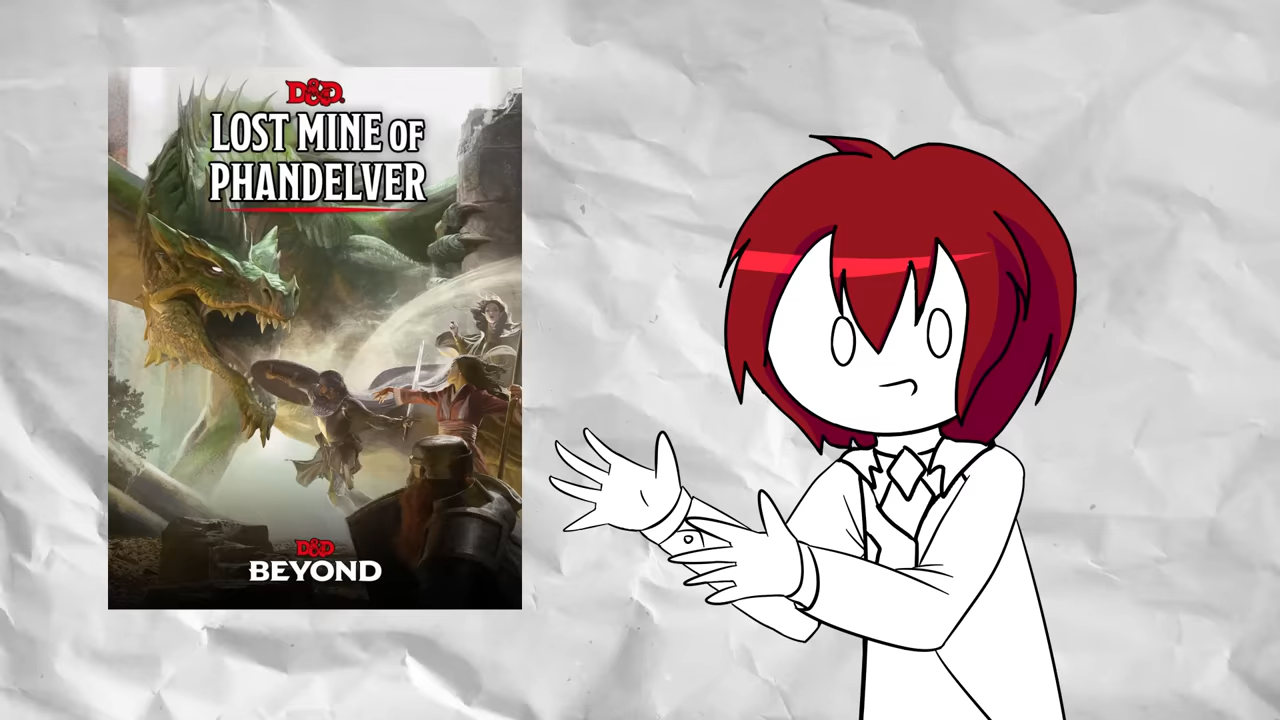 D&D
LOST MINE OF
PHANDELVER
D&D
BEYOND